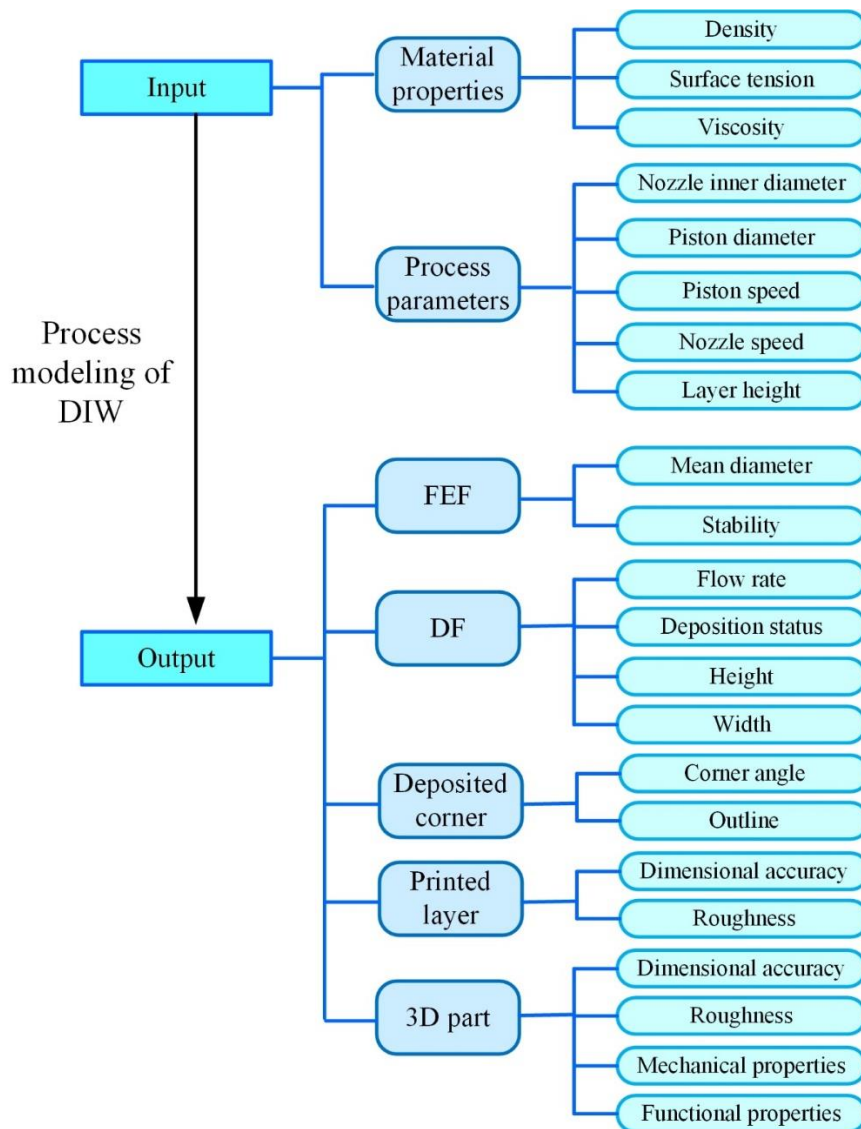 Input
Material
properties
Density
Surface tension
Viscosity
Process
parameters
Nozzle inner diameter
Piston diameter
Piston speed
Nozzle speed
Layer height
Process
modeling of
DIW
Output
FEF
Mean diameter
Stability
DF
Flow rate
Deposition status
Height
Width
Deposited
corner
Corner angle
Outline
Printed
layer
Dimensional accuracy
Roughness
3D part
Dimensional accuracy
Roughness
Mechanical properties
Functional properties